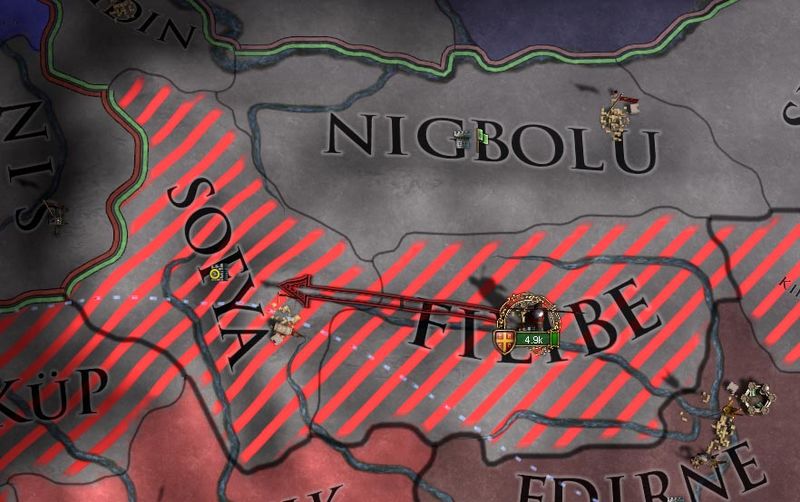 DIN
NIGBOLU
NIS
SOFYA
FILIBE
4.9k
KÜP
EDIRNE
K